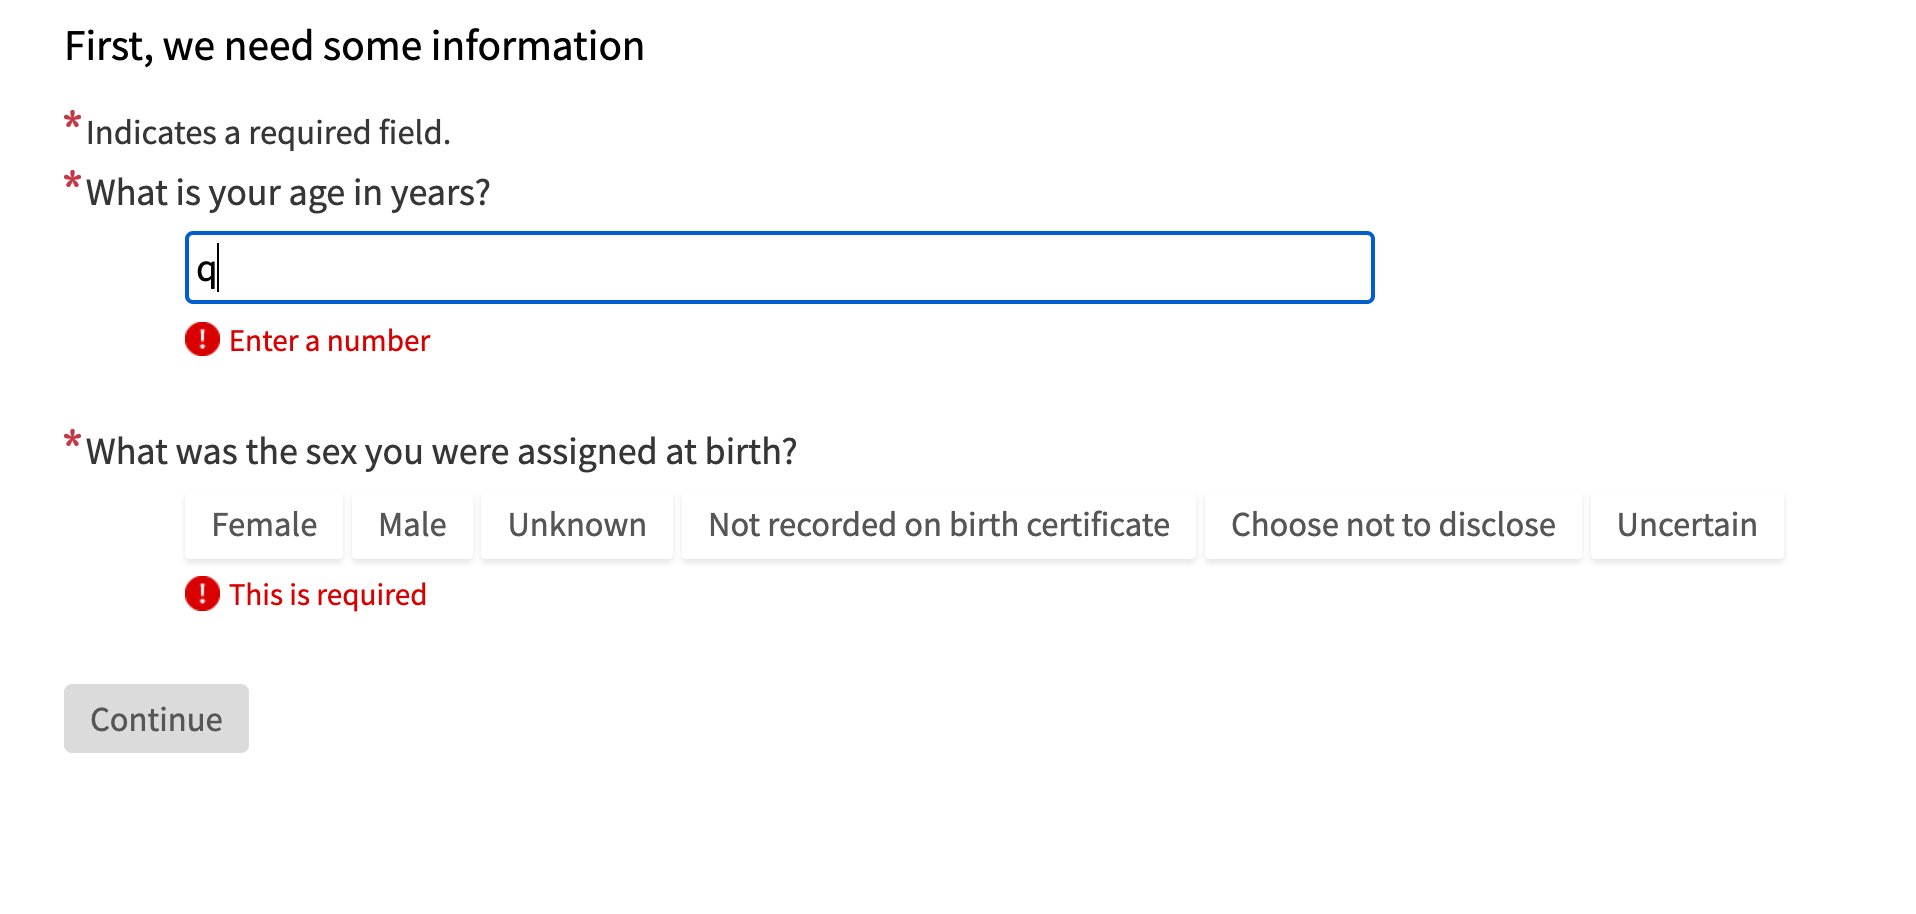 First, we need some information
*Indicates a required field.
*What is your age in years?
q
! Enter a number
*What was the sex you were assigned at birth?
Female Male Unknown Not recorded on birth certificate Choose not to disclose Uncertain
! This is required
Continue